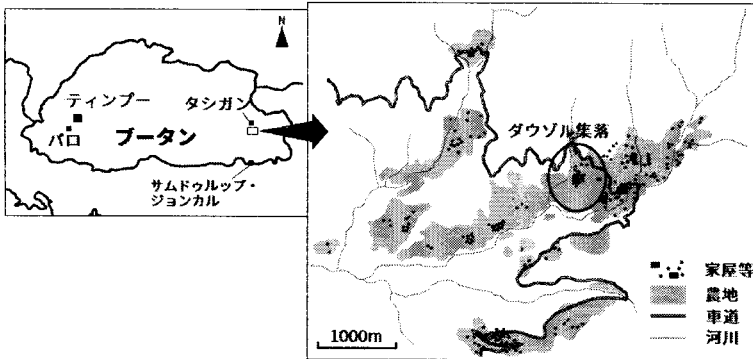 N
ティンプー
タシガン
パロ
ブータン
サムドゥルップ・
ジョンカル
ダウゾル集落
家屋等
農地
車道
河川
1000m